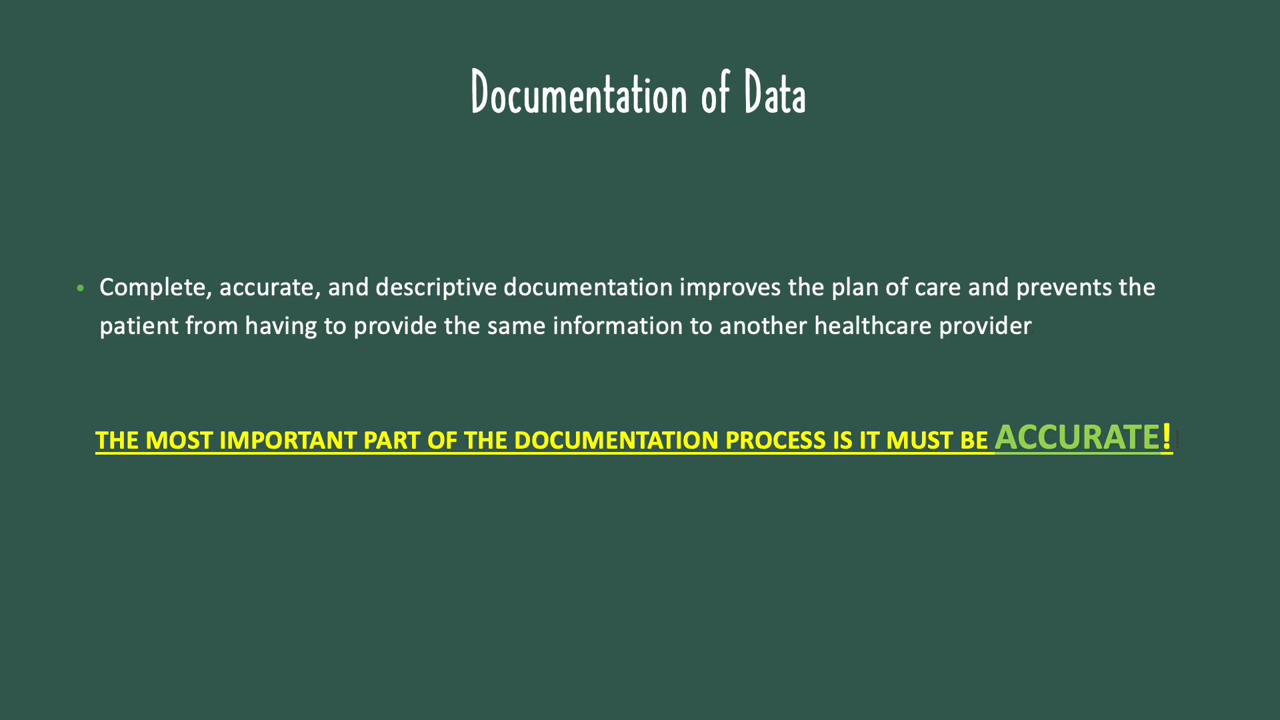 Documentation of Data
• Complete, accurate, and descriptive documentation improves the plan of care and prevents the
patient from having to provide the same information to another healthcare provider
THE MOST IMPORTANT PART OF THE DOCUMENTATION PROCESS IS IT MUST BE ACCURATE!